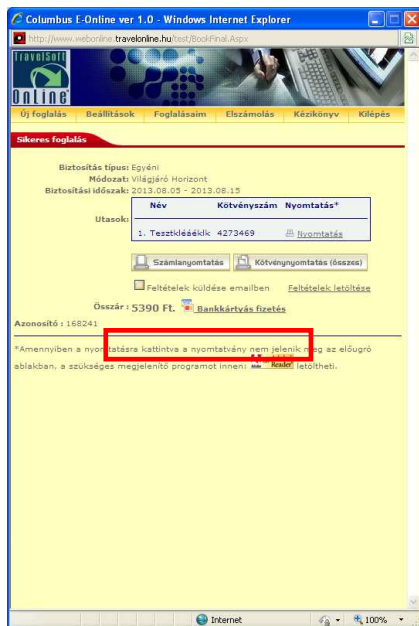 Columbus E-Online ver 1.0 - Windows Internet Explorer
http://www.webonline.travelonline.hu/test/BookFinal.Aspx
TravelSoft
OnLine
Új foglalás Beállítások Foglalásaim Elszámolás Kézikönyv Kilépés
Sikeres foglalás
Biztosítás típus: Egyéni
Módozat: Világjáró Horizont
Biztosítási időszak: 2013.08.05 - 2013.08.15
Utasok:
Név Kötvényszám Nyomtatás*
1. Tesztkléáéklk 4273469 Nyomtatás
Számlanyomtatás Kötvénynyomtatás (összes)
Feltételek küldése emailben Feltételek letöltése
Összár : 5390 Ft. Bankkártyás fizetés
Azonosító : 168241
*Amennyiben a nyomtatásra kattintva a nyomtatvány nem jelenik meg az előugró
ablakban, a szükséges megjelenítő programot innen: Reader letöltheti.
Internet 100%